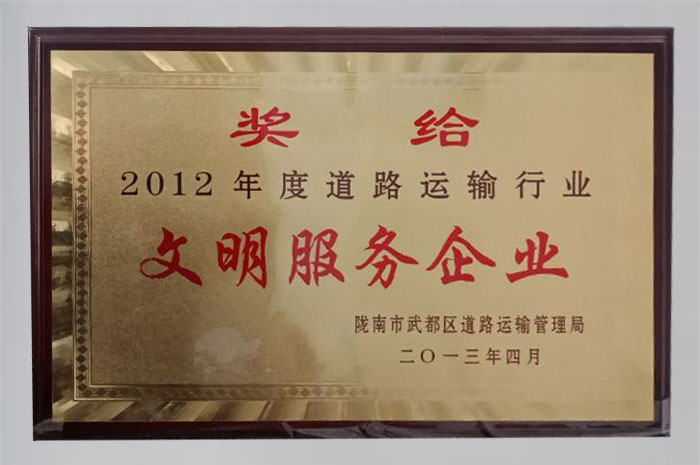 奖给
2012年度道路运输行业
文明服务企业
陇南市武都区道路运输管理局
二〇一三年四月